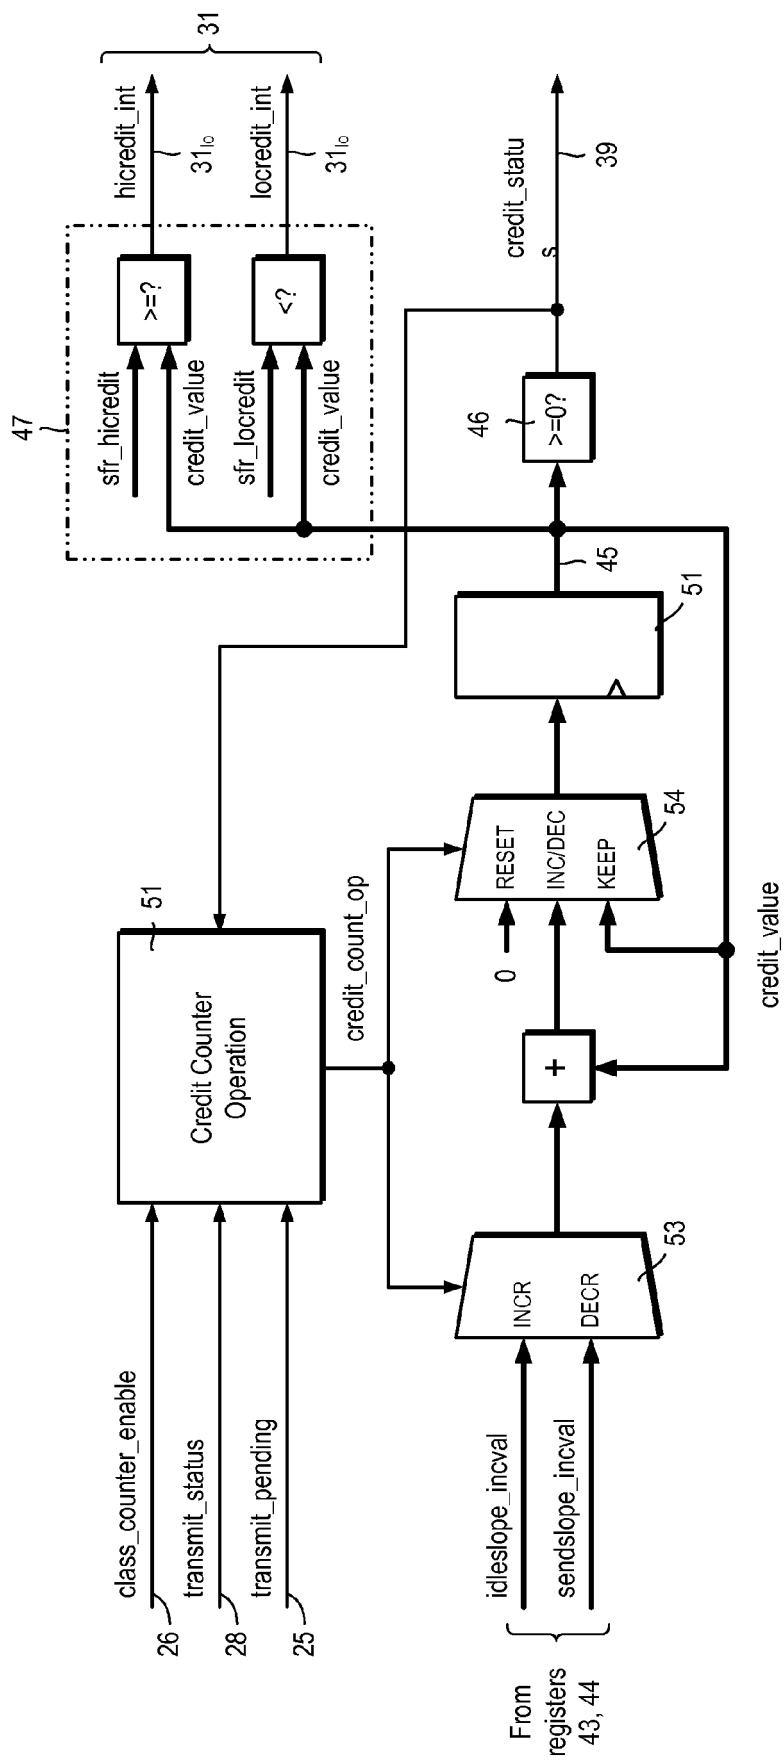 class_counter_enable
26
transmit_status
28
transmit_pending
25
Credit Counter
Operation
51
credit_count_op
47
sfr_hicredit
credit_value
>=?
sfr_locredit
credit_value
<?
hicredit_int
31lo
locredit_int
31lo
31
From
registers
43, 44
idleslope_incval
sendslope_incval
INCR
DECR
53
+
0
RESET
INC/DEC
KEEP
54
51
45
46
>=0?
credit_statu
s
39
credit_value